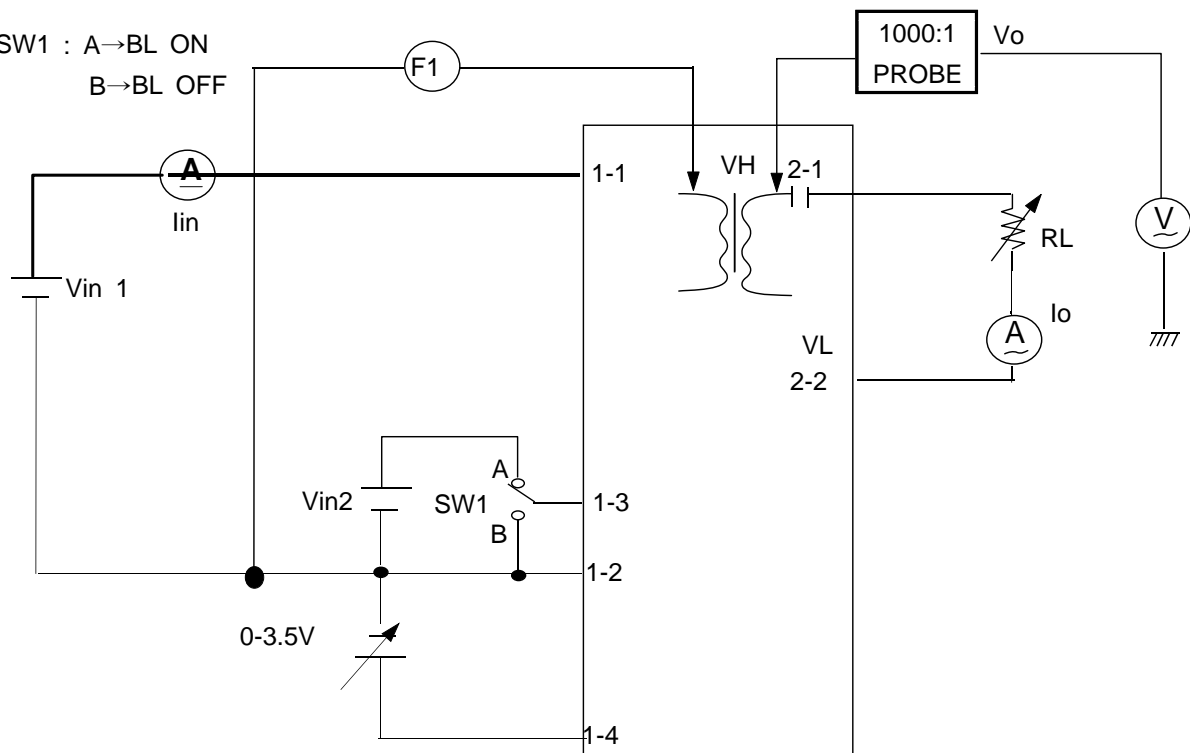 SW1 : A→BL ON
B→BL OFF
F1
1000:1
PROBE
Vo
A
Iin
1-1
VH
2-1
V
RL
Vin 1
Io
A
VL
2-2
A
Vin2
SW1
1-3
B
1-2
0-3.5V
1-4